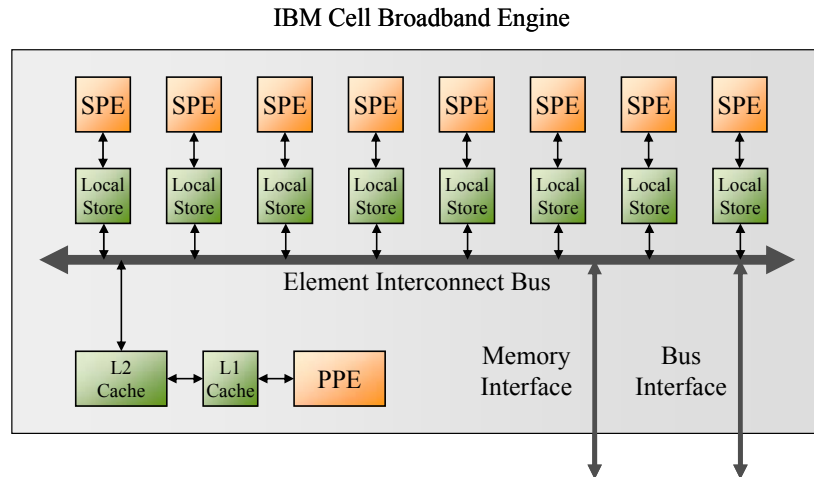 IBM Cell Broadband Engine
SPE SPE SPE SPE SPE SPE SPE SPE
Local Local Local Local Local Local Local Local
Store Store Store Store Store Store Store Store
Element Interconnect Bus
L2
Cache
L1
Cache
PPE
Memory
Interface
Bus
Interface